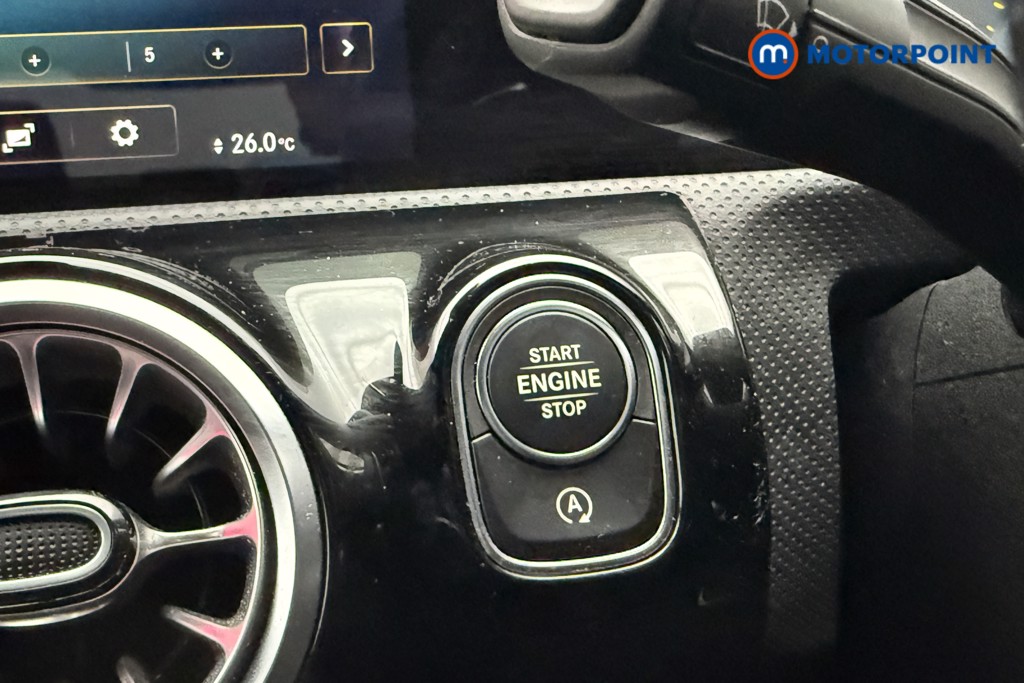 m MOTORPOINT
+ 5 +
26.0°C
START
ENGINE
STOP
A